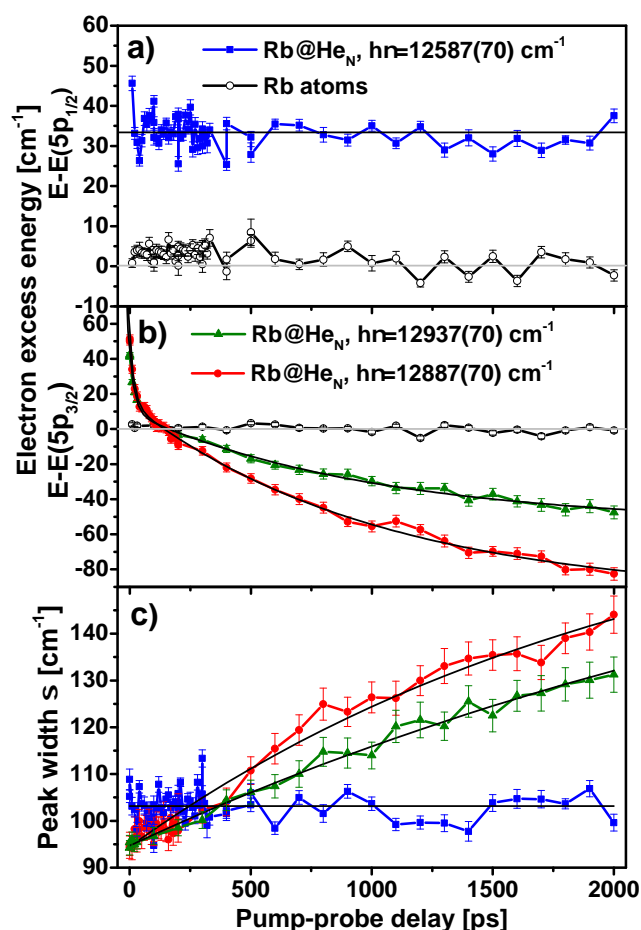 a)
Rb@He_N, hn=12587(70) cm⁻¹
Rb atoms
60
50
40
30
20
10
0
-10
Electron excess energy [cm⁻¹]
E-E(5p_1/2)
b)
Rb@He_N, hn=12937(70) cm⁻¹
Rb@He_N, hn=12887(70) cm⁻¹
60
40
20
0
-20
-40
-60
-80
E-E(5p_3/2)
c)
140
130
120
110
100
90
Peak width s [cm⁻¹]
0 500 1000 1500 2000
Pump-probe delay [ps]